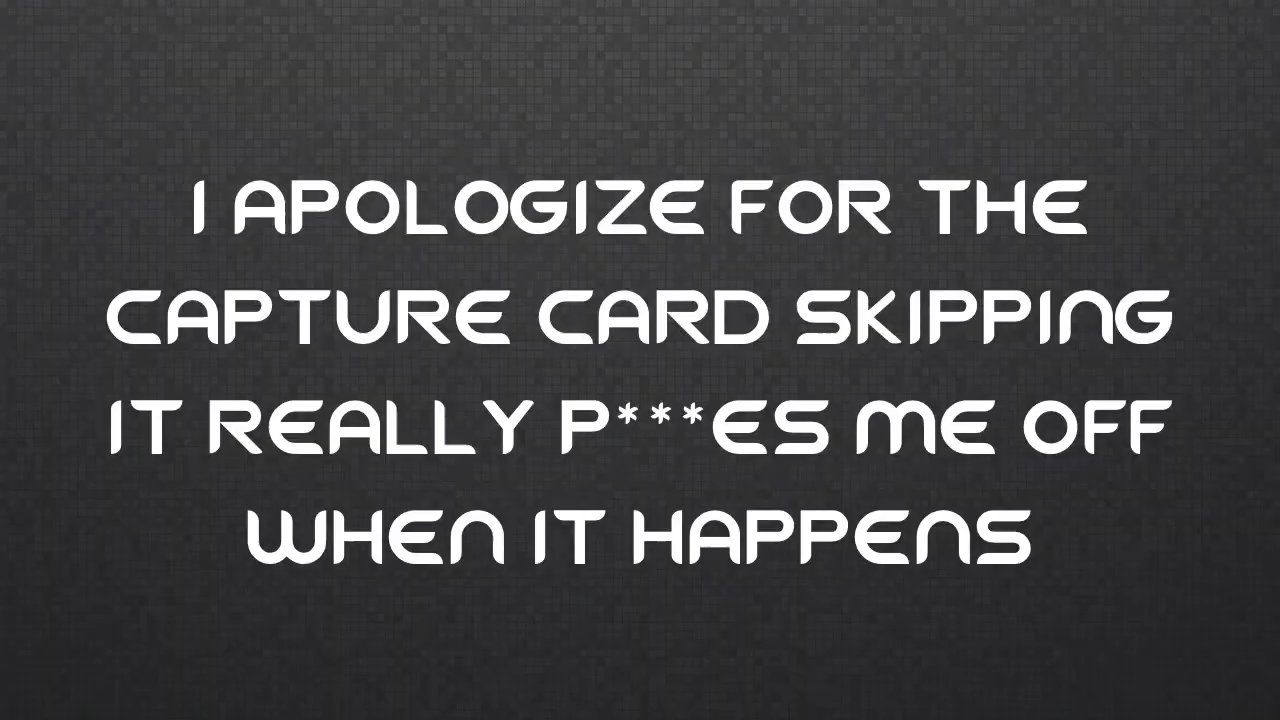 I APOLOGIZE FOR THE
CAPTURE CARD SKIPPING
IT REALLY P***ES ME OFF
WHEN IT HAPPENS